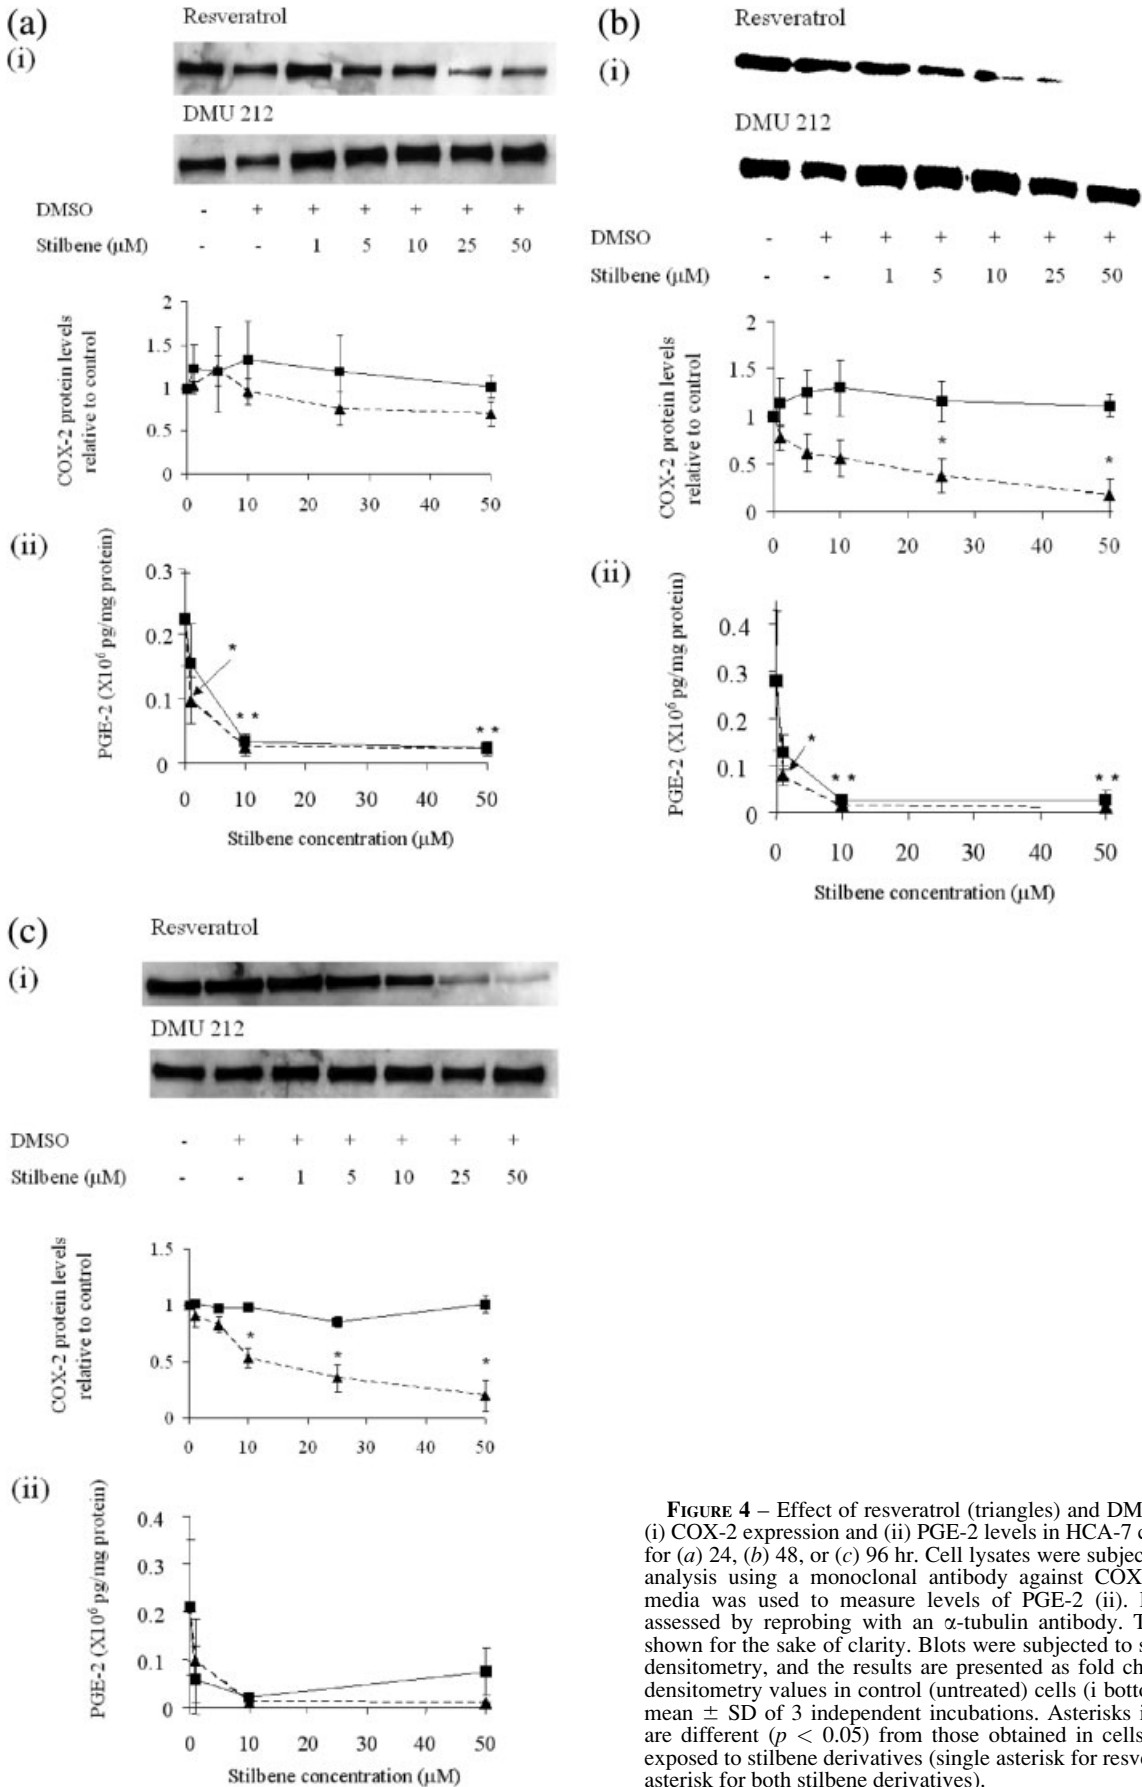 (a)
Resveratrol
(i)
DMU 212
DMSO - + + + + + +
Stilbene (μM) - - 1 5 10 25 50
COX-2 protein levels
relative to control
2
1.5
1
0.5
0
0 10 20 30 40 50
(ii)
PGE-2 (X10⁶ pg/mg protein)
0.3
0.2
0.1
0
*
* *
* *
0 10 20 30 40 50
Stilbene concentration (μM)
(b)
Resveratrol
(i)
DMU 212
DMSO - + + + + + +
Stilbene (μM) - - 1 5 10 25 50
COX-2 protein levels
relative to control
2
1.5
1
0.5
0
*
*
0 10 20 30 40 50
(ii)
PGE-2 (X10⁶ pg/mg protein)
0.4
0.3
0.2
0.1
0
*
* *
* *
0 10 20 30 40 50
Stilbene concentration (μM)
(c)
Resveratrol
(i)
DMU 212
DMSO - + + + + + +
Stilbene (μM) - - 1 5 10 25 50
COX-2 protein levels
relative to control
1.5
1
0.5
0
*
*
*
0 10 20 30 40 50
(ii)
PGE-2 (X10⁶ pg/mg protein)
0.4
0.3
0.2
0.1
0
0 10 20 30 40 50
Stilbene concentration (μM)
FIGURE 4 – Effect of resveratrol (triangles) and DM
(i) COX-2 expression and (ii) PGE-2 levels in HCA-7 c
for (a) 24, (b) 48, or (c) 96 hr. Cell lysates were subjec
analysis using a monoclonal antibody against COX
media was used to measure levels of PGE-2 (ii).
assessed by reprobing with an α-tubulin antibody. T
shown for the sake of clarity. Blots were subjected to s
densitometry, and the results are presented as fold ch
densitometry values in control (untreated) cells (i botto
mean ± SD of 3 independent incubations. Asterisks i
are different (p < 0.05) from those obtained in cells
exposed to stilbene derivatives (single asterisk for resv
asterisk for both stilbene derivatives).